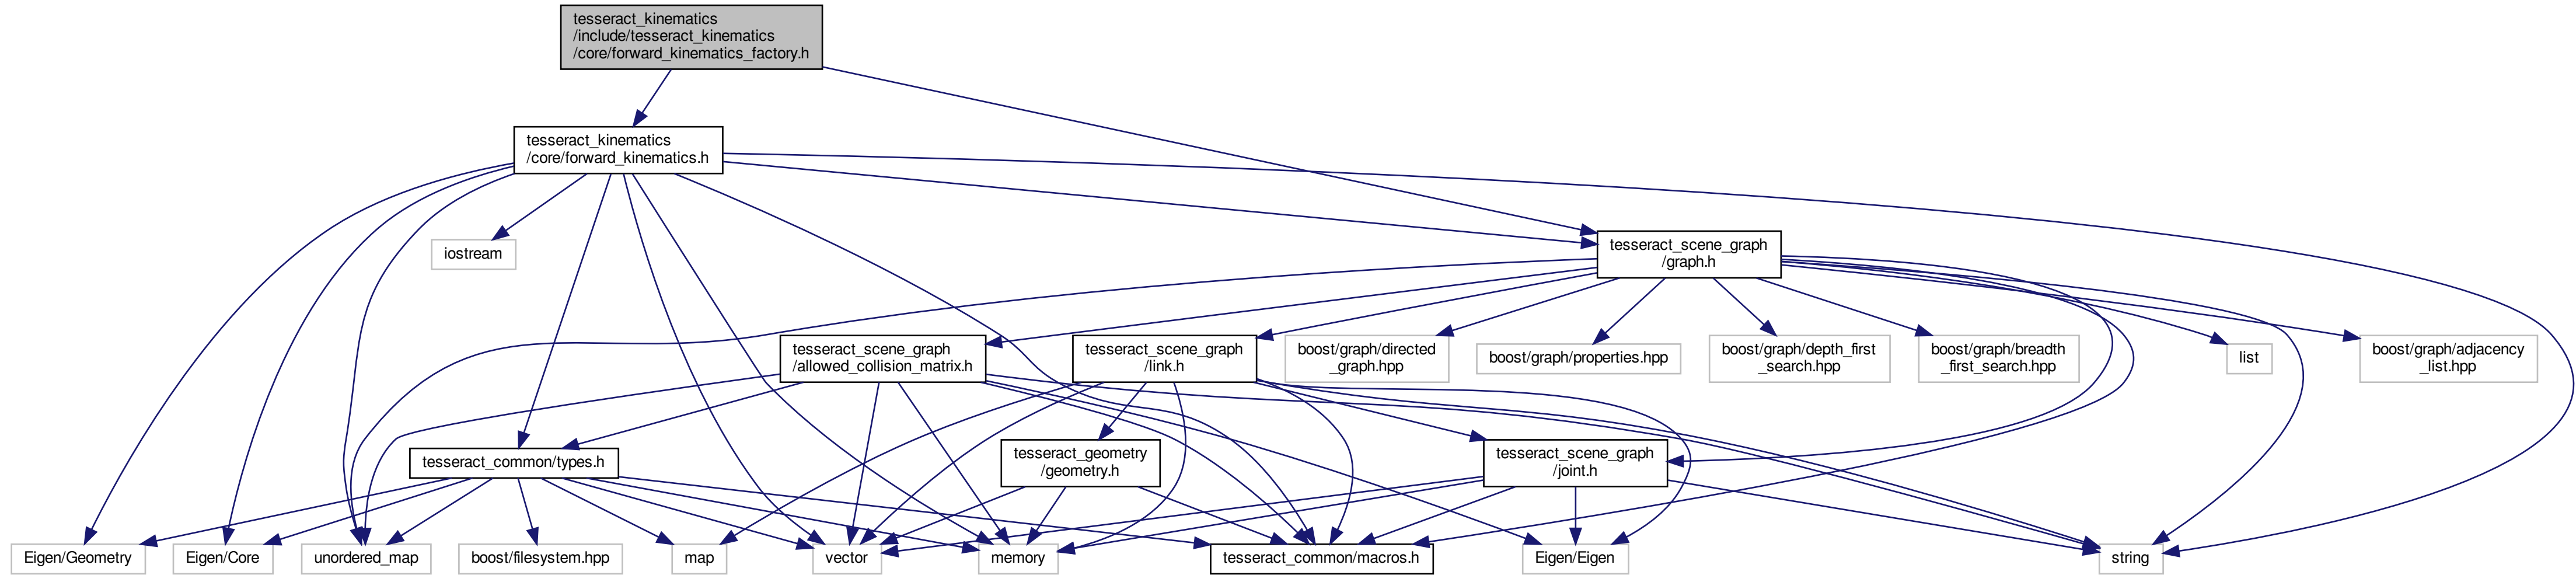 tesseract_kinematics
/include/tesseract_kinematics
/core/forward_kinematics_factory.h
tesseract_kinematics
/core/forward_kinematics.h
iostream
tesseract_scene_graph
/graph.h
tesseract_scene_graph
/allowed_collision_matrix.h
tesseract_scene_graph
/link.h
boost/graph/directed
_graph.hpp
boost/graph/properties.hpp
boost/graph/depth_first
_search.hpp
boost/graph/breadth
_first_search.hpp
list
boost/graph/adjacency
_list.hpp
tesseract_common/types.h
tesseract_geometry
/geometry.h
tesseract_scene_graph
/joint.h
Eigen/Geometry
Eigen/Core
unordered_map
boost/filesystem.hpp
map
vector
memory
tesseract_common/macros.h
Eigen/Eigen
string